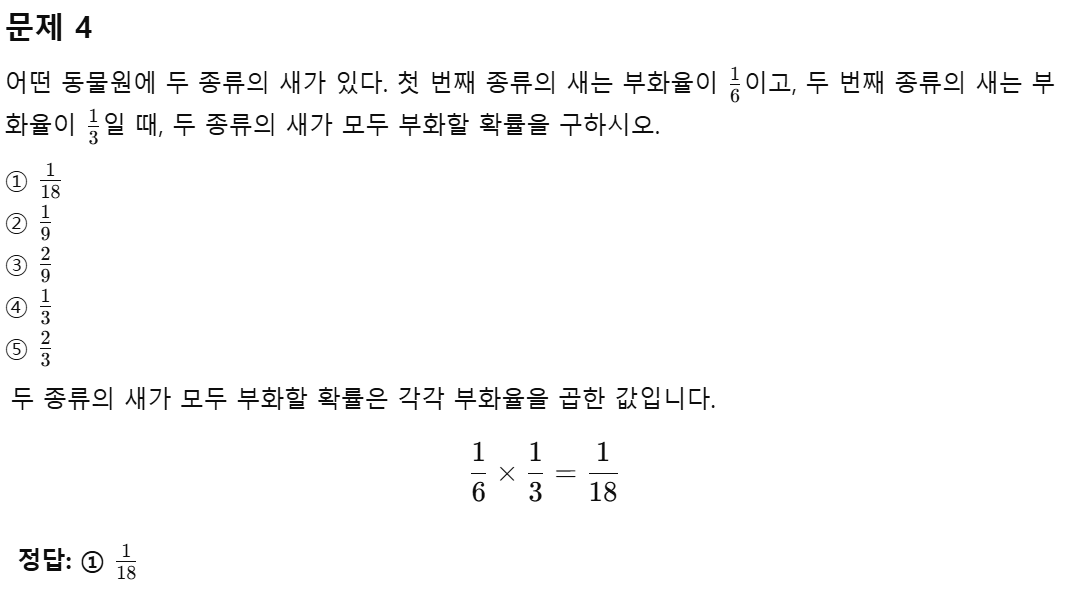 문제 4
어떤 동물원에 두 종류의 새가 있다. 첫 번째 종류의 새는 부화율이 1/6이고, 두 번째 종류의 새는 부
화율이 1/3일 때, 두 종류의 새가 모두 부화할 확률을 구하시오.
① 1/18
② 1/9
③ 2/9
④ 1/3
⑤ 2/3
두 종류의 새가 모두 부화할 확률은 각각 부화율을 곱한 값입니다.
1/6 × 1/3 = 1/18
정답: ① 1/18